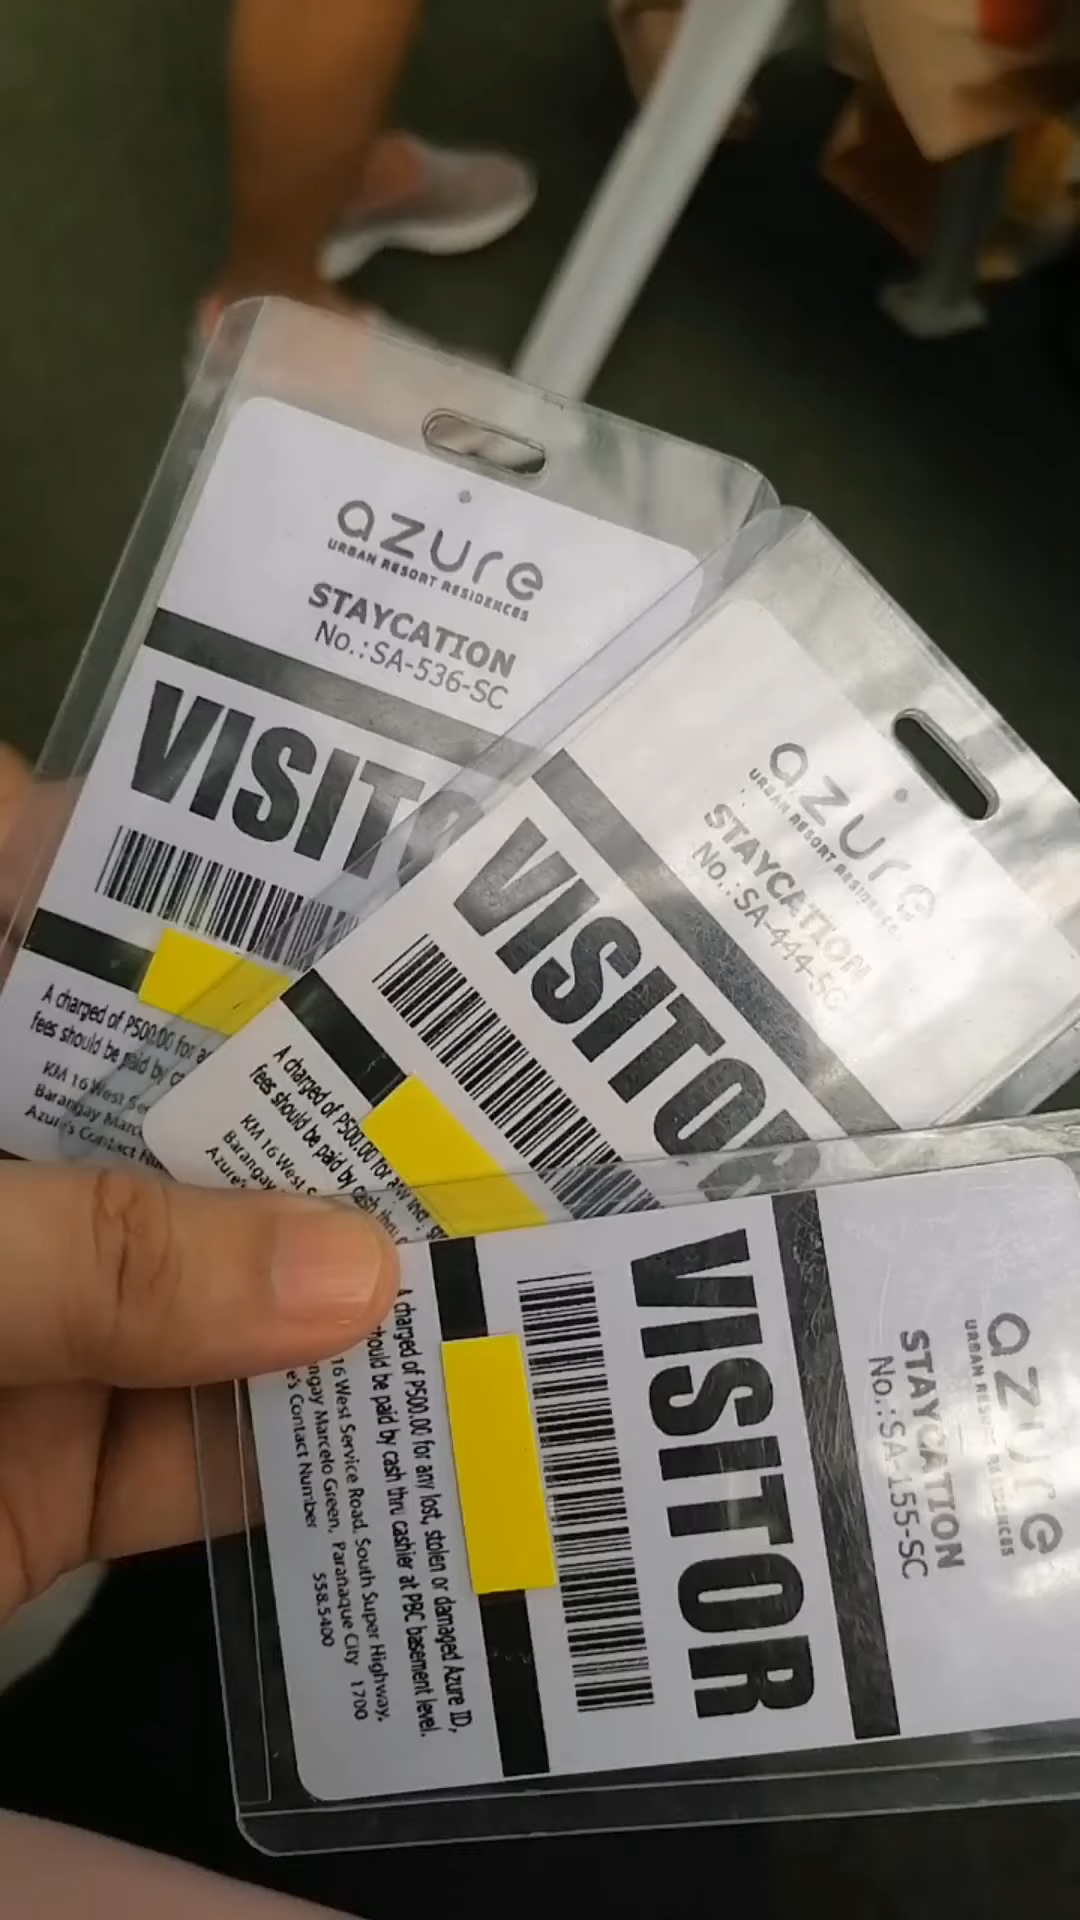 azure
URBAN RESORT RESIDENCES
STAYCATION
No.:SA-536-SC
VISITO
A charged of P500.00 for a
fees should be paid by c
KM 16 West Ser
Barangay Marc
Azure's Contact Nu
azure
URBAN RESORT RESIDENC
STAYCATION
No.:SA-444-SC
VISITOR
A charged of P500.00 for any lost, st
fees should be paid by cash thru c
KM 16 West S
Barangay
Azure's
azure
URBAN RESORT RESIDENCES
STAYCATION
No.:SA-155-SC
VISITOR
A charged of P500.00 for any lost, stolen or damaged Azure ID,
should be paid by cash thru cashier at PBC basement level.
16 West Service Road, South Super Highway,
ngay Marcelo Green, Paranaque City 1700
e's Contact Number 558.5400